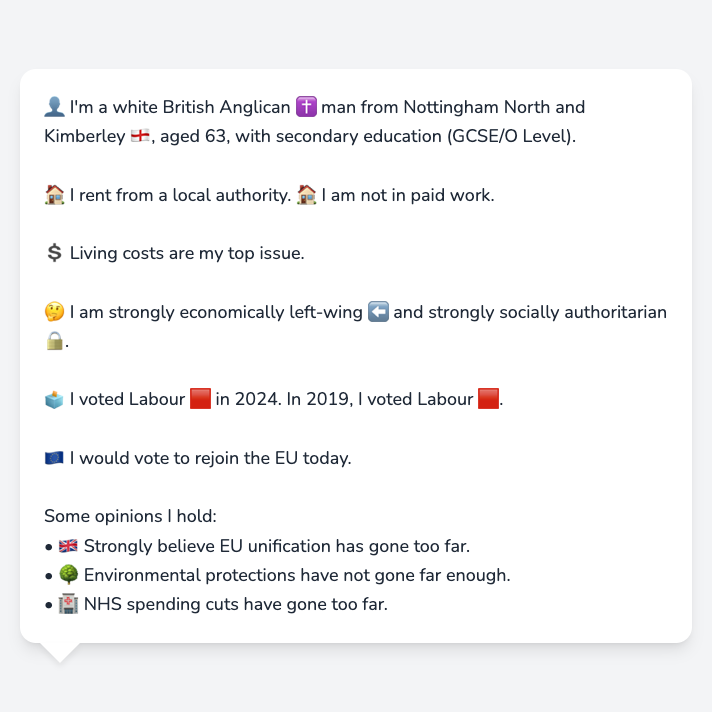 👤 I'm a white British Anglican ✝️ man from Nottingham North and
Kimberley 🏴󠁧󠁢󠁥󠁮󠁧󠁿, aged 63, with secondary education (GCSE/O Level).
🏠 I rent from a local authority. 🏠 I am not in paid work.
💲 Living costs are my top issue.
🤔 I am strongly economically left-wing ⬅️ and strongly socially authoritarian
🔒.
🗳️ I voted Labour 🟥 in 2024. In 2019, I voted Labour 🟥.
🇪🇺 I would vote to rejoin the EU today.
Some opinions I hold:
• 🇬🇧 Strongly believe EU unification has gone too far.
• 🌳 Environmental protections have not gone far enough.
• 🏥 NHS spending cuts have gone too far.